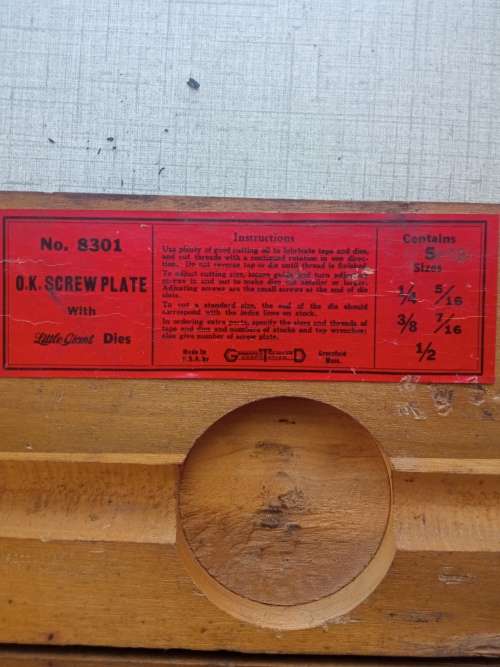 No. 8301
O.K. SCREW PLATE
With
Little Giant Dies
Instructions
Use plenty of good cutting oil to lubricate taps and dies,
and cut threads with a continued rotation in one direc-
tion. Do not reverse tap or die until thread is finished.
To adjust cutting size, loosen guide and turn adjusting
screws in and out to make dies cut smaller or larger.
Adjusting screws are the small screws at the end of die
slots.
To cut a standard size, the end of the die should
correspond with the index lines on stock.
In ordering extra parts, specify the sizes and threads of
taps and dies and numbers of stocks and tap wrenches;
also give number of screw plate.
Made in
U.S.A. by
Greenfield
Mass.
Contains
5
Sizes
1/4 5/16
3/8 7/16
1/2